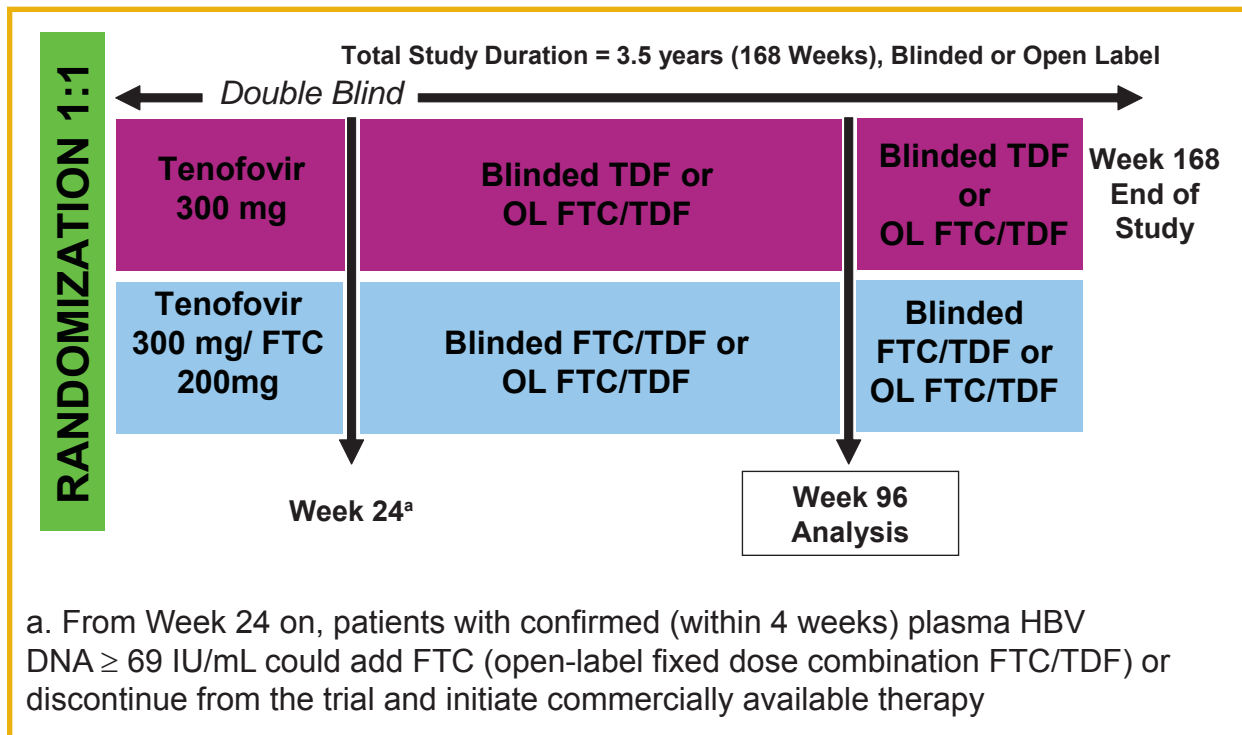 RANDOMIZATION 1:1
Total Study Duration = 3.5 years (168 Weeks), Blinded or Open Label
Double Blind
Tenofovir
300 mg
Blinded TDF or
OL FTC/TDF
Blinded TDF
or
OL FTC/TDF
Week 168
End of
Study
Tenofovir
300 mg/ FTC
200mg
Blinded FTC/TDF or
OL FTC/TDF
Blinded
FTC/TDF or
OL FTC/TDF
Week 24ᵃ
Week 96
Analysis
a. From Week 24 on, patients with confirmed (within 4 weeks) plasma HBV
DNA ≥ 69 IU/mL could add FTC (open-label fixed dose combination FTC/TDF) or
discontinue from the trial and initiate commercially available therapy